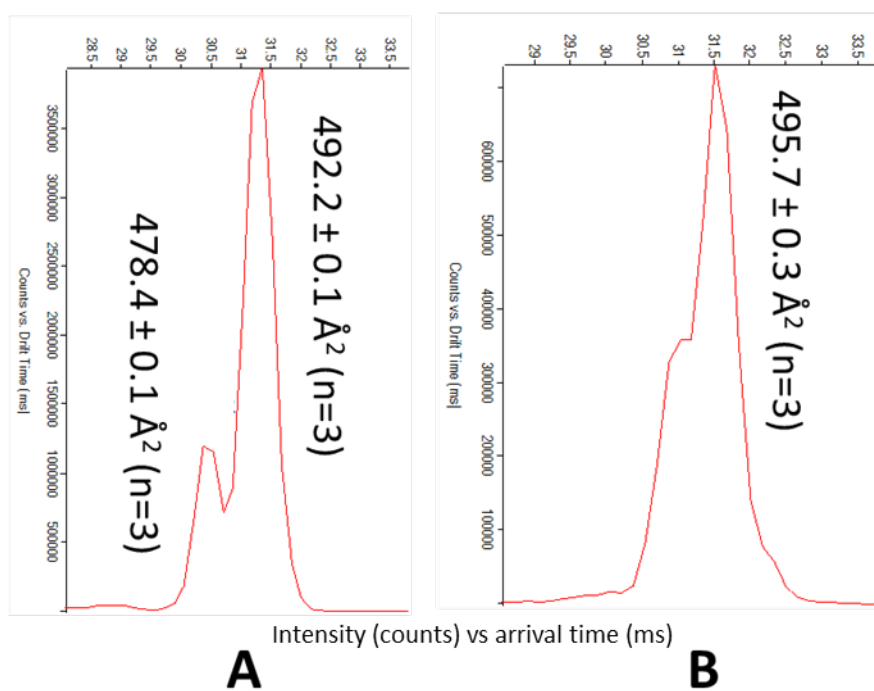 28.5 29 29.5 30 30.5 31 31.5 32 32.5 33 33.5
3500000
3000000
2500000
2000000
1500000
1000000
500000
Counts vs. Drift Time (ms)
478.4 ± 0.1 Å² (n=3)
492.2 ± 0.1 Å² (n=3)
29 29.5 30 30.5 31 31.5 32 32.5 33 33.5
600000
500000
400000
300000
200000
100000
Counts vs. Drift Time (ms)
495.7 ± 0.3 Å² (n=3)
Intensity (counts) vs arrival time (ms)
A
B